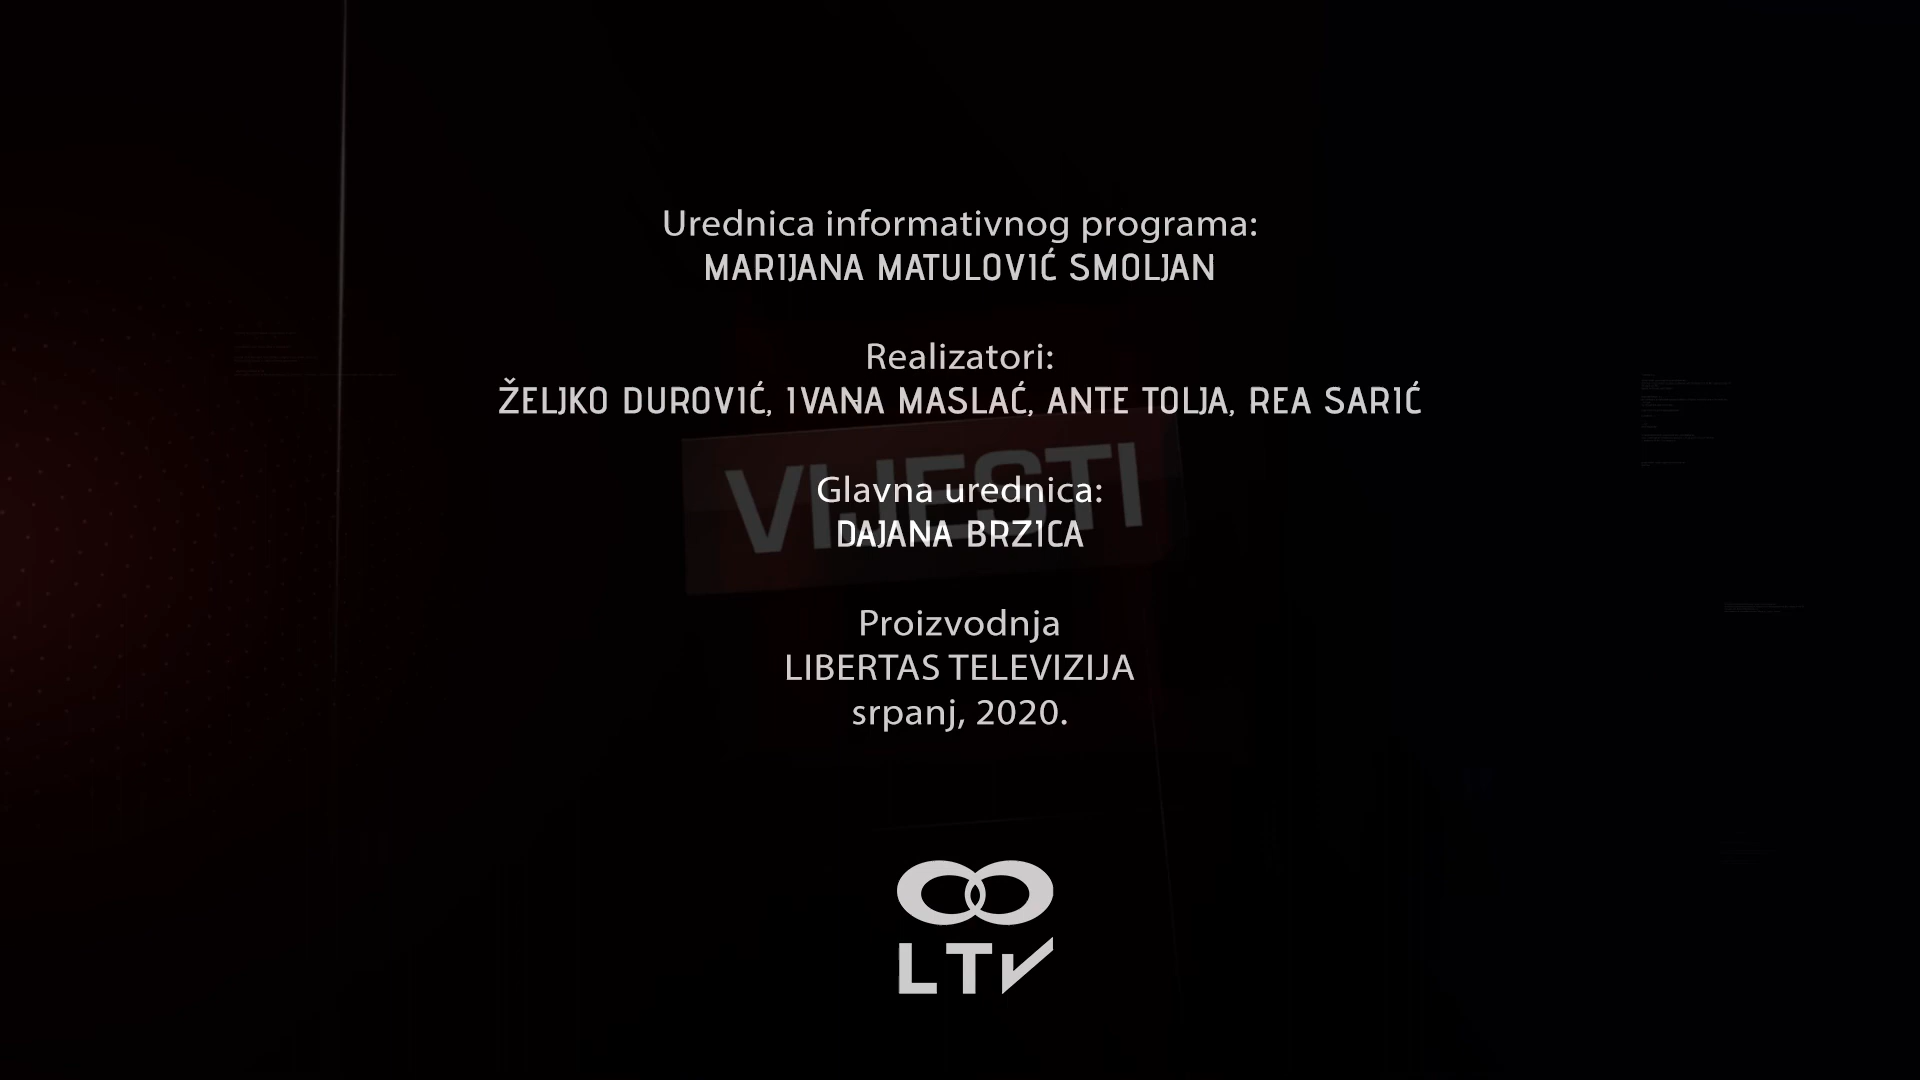 Urednica informativnog programa:
MARIJANA MATULOVIĆ SMOLJAN
Realizatori:
ŽELJKO DUROVIĆ, IVANA MASLAĆ, ANTE TOLJA, REA SARIĆ
VIJESTI
Glavna urednica:
DAJANA BRZICA
Proizvodnja
LIBERTAS TELEVIZIJA
srpanj, 2020.
LTV